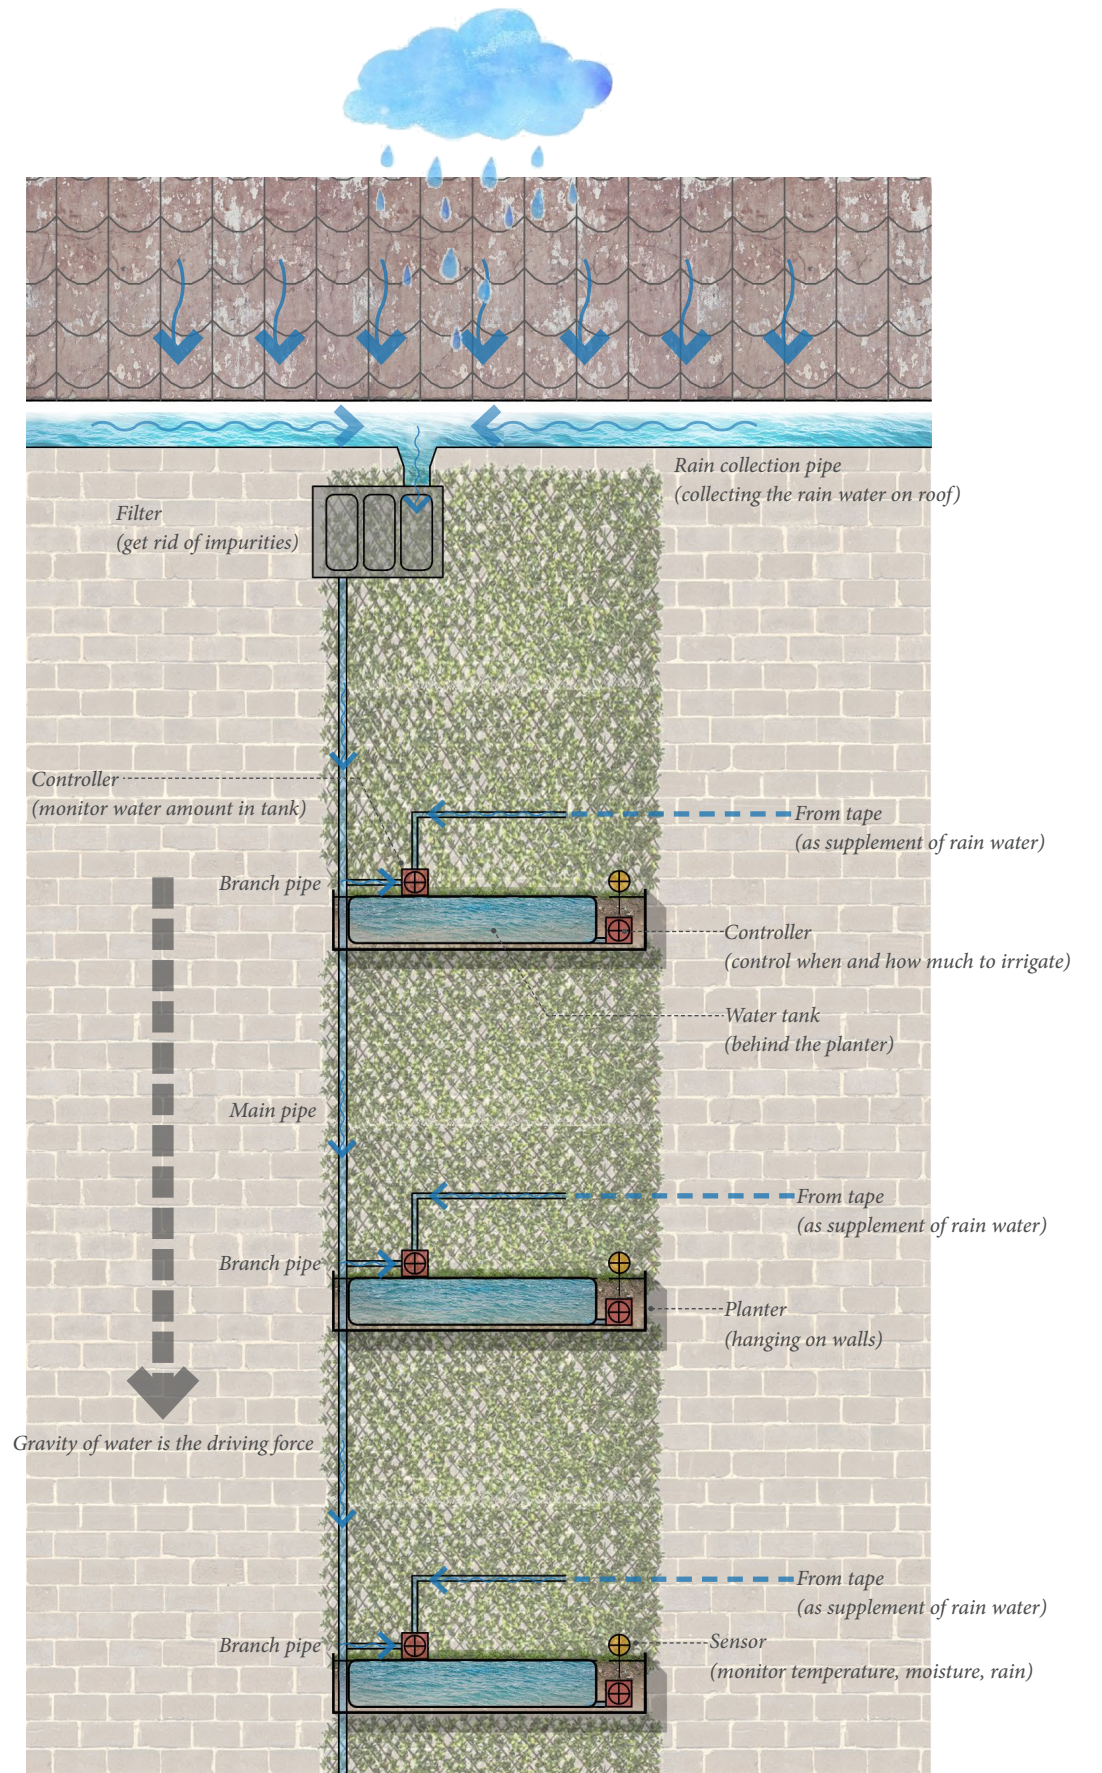 Rain collection pipe
(collecting the rain water on roof)
Filter
(get rid of impurities)
Controller
(monitor water amount in tank)
From tape
(as supplement of rain water)
Branch pipe
Controller
(control when and how much to irrigate)
Water tank
(behind the planter)
Main pipe
From tape
(as supplement of rain water)
Branch pipe
Planter
(hanging on walls)
Gravity of water is the driving force
From tape
(as supplement of rain water)
Branch pipe
Sensor
(monitor temperature, moisture, rain)